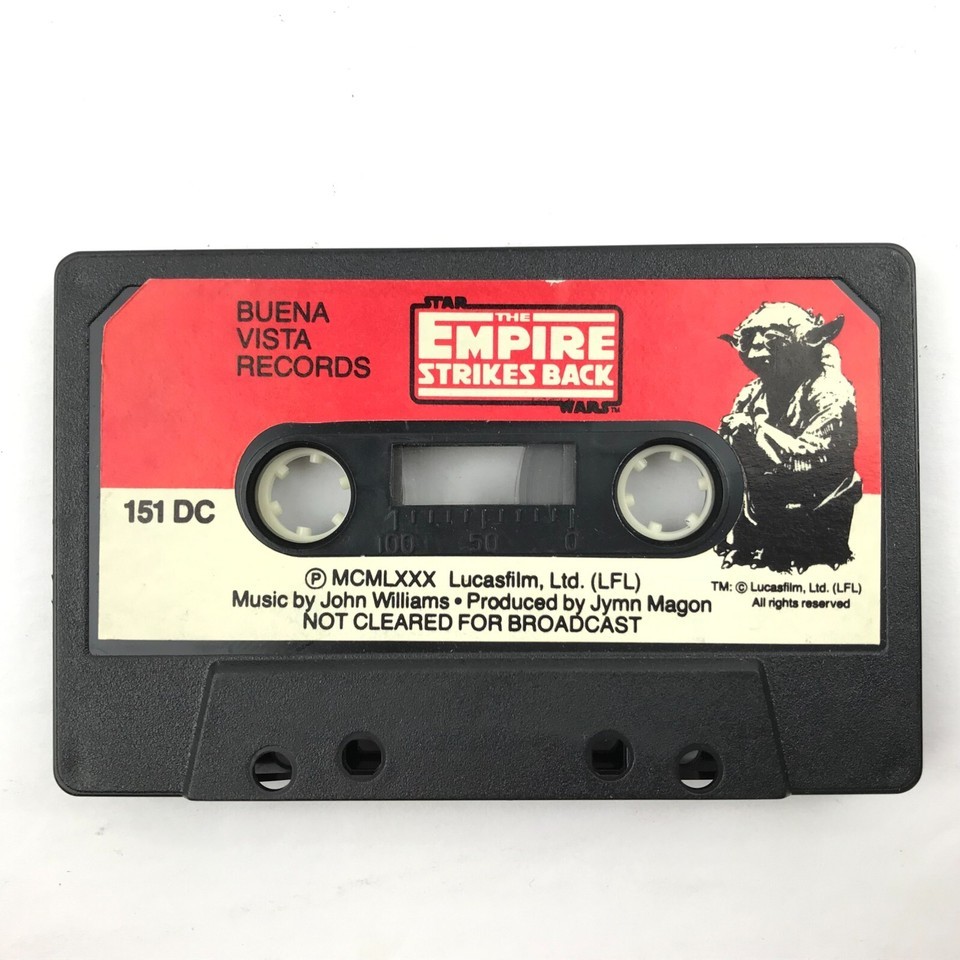 BUENA
VISTA
RECORDS
STAR
THE
EMPIRE
STRIKES BACK
WARS™
151 DC
100 50 0
Ⓟ MCMLXXX Lucasfilm, Ltd. (LFL)
Music by John Williams • Produced by Jymn Magon
NOT CLEARED FOR BROADCAST
TM: © Lucasfilm, Ltd. (LFL)
All rights reserved